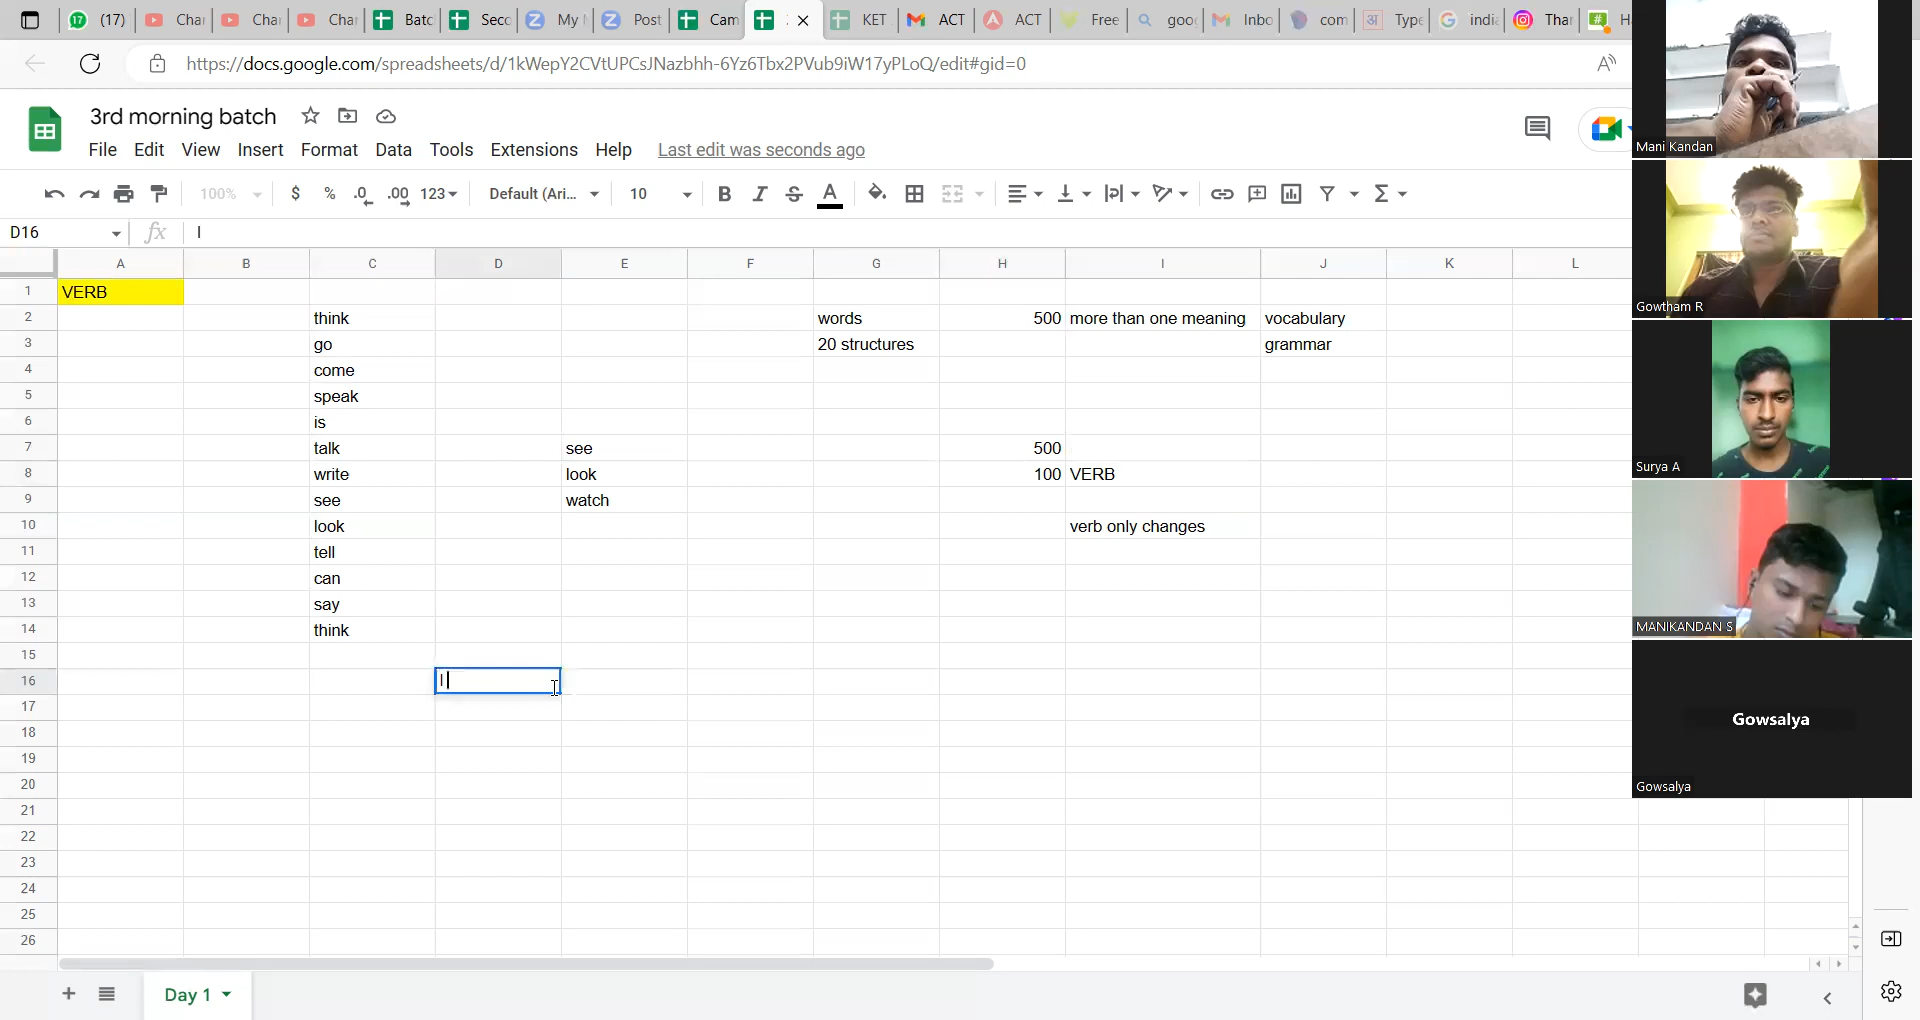 (17)
Char
Cha
Char
Batc
Seco
My I
Post
Cam
KET
ACT
ACT
Free
goo
Inbo
com
Type
india
Thar
https://docs.google.com/spreadsheets/d/1kWepY2CVtUPCsJNazbhh-6Yz6Tbx2PVub9iW17yPLoQ/edit#gid=0
3rd morning batch
File Edit View Insert Format Data Tools Extensions Help Last edit was seconds ago
100% $ % .0 .00 123 Default (Ari... 10 B I S A
D16 fx I
A B C D E F G H I J K L
1 VERB
2 think words 500 more than one meaning vocabulary
3 go 20 structures grammar
4 come
5 speak
6 is
7 talk see 500
8 write look 100 VERB
9 see watch
10 look verb only changes
11 tell
12 can
13 say
14 think
15
16 I
17
18
19
20
21
22
23
24
25
26
Day 1
Mani Kandan
Gowtham R
Surya A
MANIKANDAN S
Gowsalya
Gowsalya